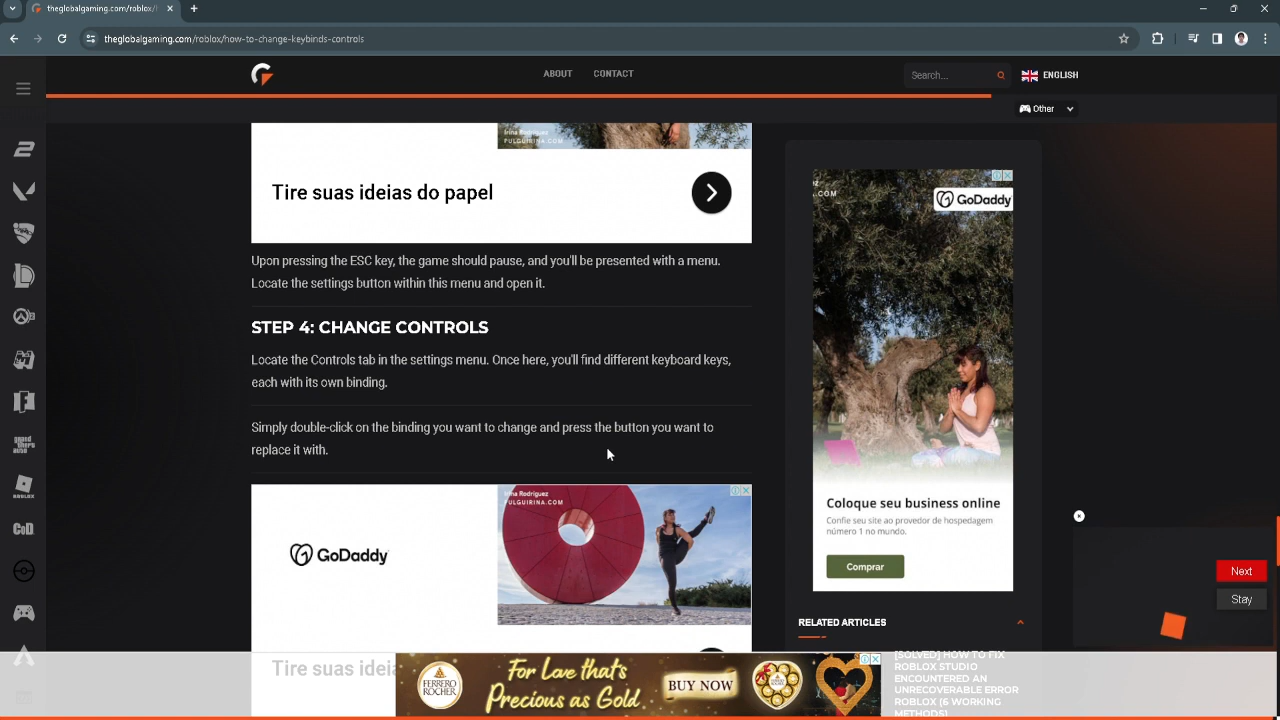 theglobalgaming.com/roblox/h
theglobalgaming.com/roblox/how-to-change-keybinds-controls
ABOUT
CONTACT
Search...
ENGLISH
Other
Irina Rodriguez
FULGUIRINA.COM
Tire suas ideias do papel
Upon pressing the ESC key, the game should pause, and you'll be presented with a menu.
Locate the settings button within this menu and open it.
STEP 4: CHANGE CONTROLS
Locate the Controls tab in the settings menu. Once here, you'll find different keyboard keys,
each with its own binding.
Simply double-click on the binding you want to change and press the button you want to
replace it with.
Irina Rodriguez
FULGUIRINA.COM
GoDaddy
Tire suas ideia
.COM
GoDaddy
Coloque seu business online
Confie seu site ao provedor de hospedagem
número 1 no mundo.
Comprar
RELATED ARTICLES
[SOLVED] HOW TO FIX
ROBLOX STUDIO
ENCOUNTERED AN
UNRECOVERABLE ERROR
ROBLOX [6 WORKING
METHODS]
Next
Stay
FERRERO
ROCHER
For Love that's
Precious as Gold
BUY NOW
ROBLOX
CoD